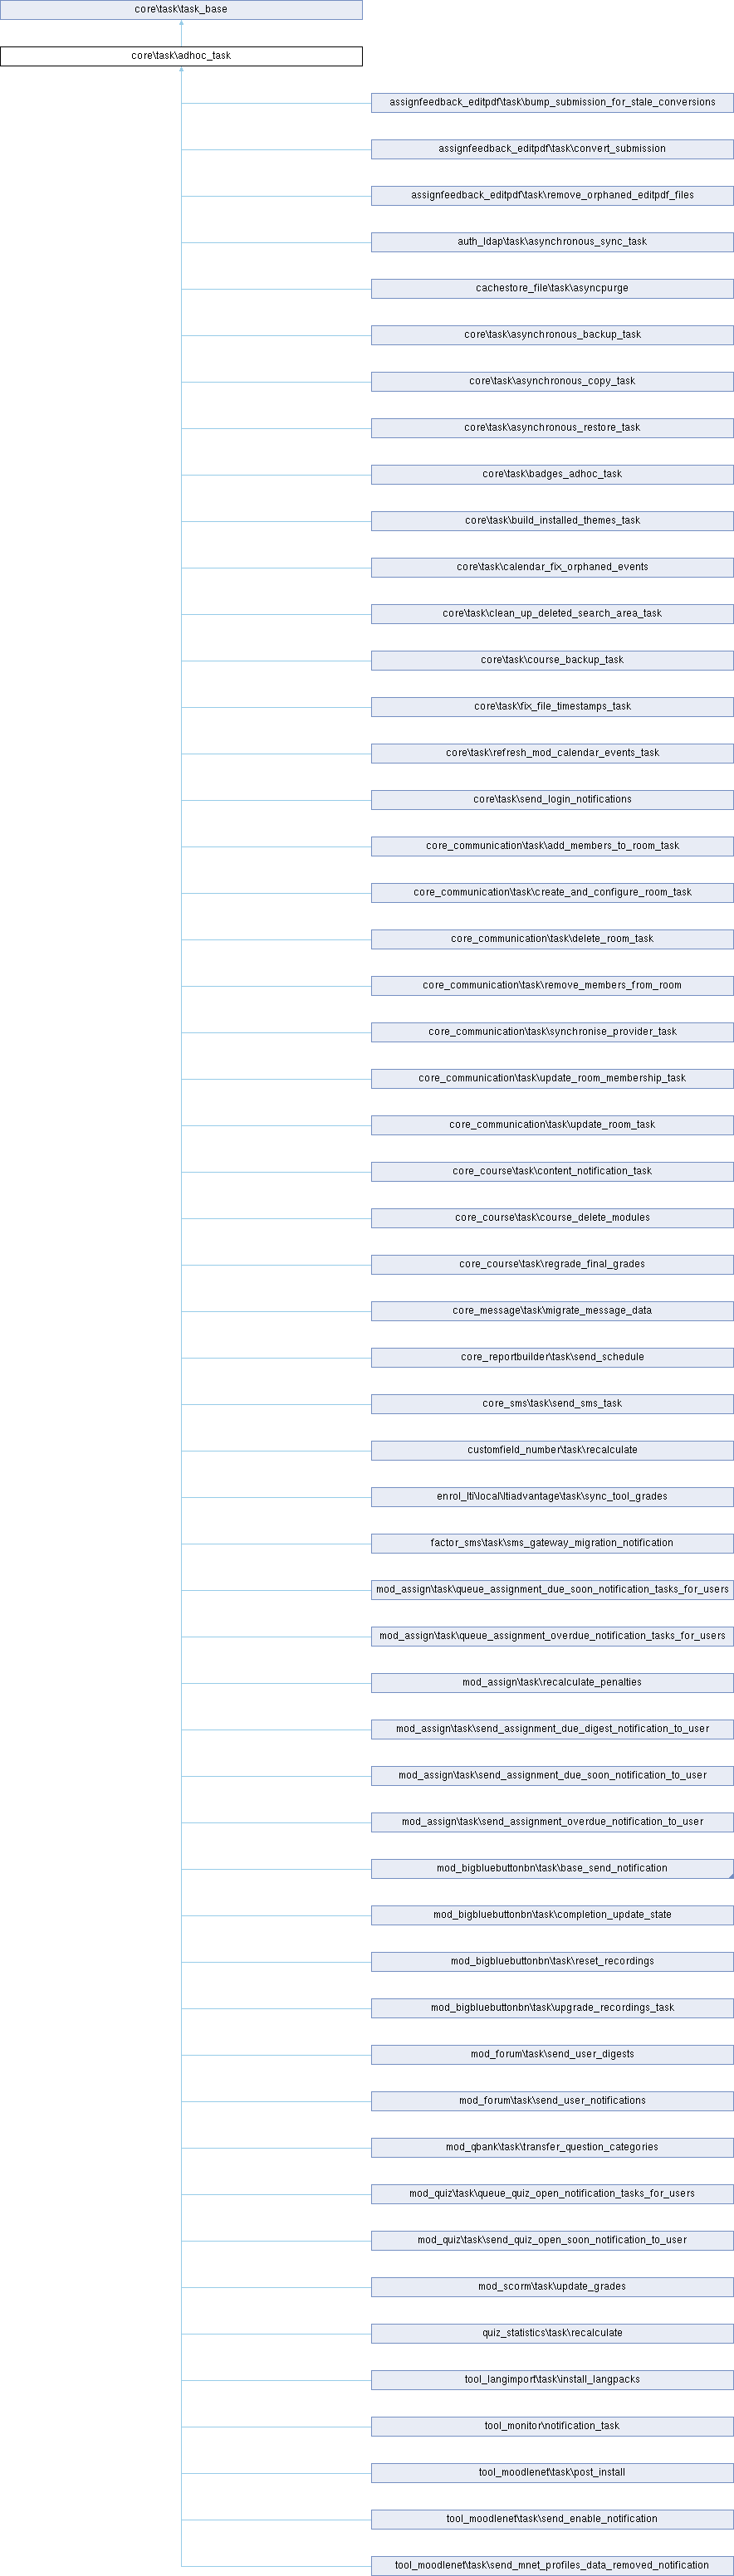 core\task\task_base
core\task\adhoc_task
assignfeedback_editpdf\task\bump_submission_for_stale_conversions
assignfeedback_editpdf\task\convert_submission
assignfeedback_editpdf\task\remove_orphaned_editpdf_files
auth_ldap\task\asynchronous_sync_task
cachestore_file\task\asyncpurge
core\task\asynchronous_backup_task
core\task\asynchronous_copy_task
core\task\asynchronous_restore_task
core\task\badges_adhoc_task
core\task\build_installed_themes_task
core\task\calendar_fix_orphaned_events
core\task\clean_up_deleted_search_area_task
core\task\course_backup_task
core\task\fix_file_timestamps_task
core\task\refresh_mod_calendar_events_task
core\task\send_login_notifications
core_communication\task\add_members_to_room_task
core_communication\task\create_and_configure_room_task
core_communication\task\delete_room_task
core_communication\task\remove_members_from_room
core_communication\task\synchronise_provider_task
core_communication\task\update_room_membership_task
core_communication\task\update_room_task
core_course\task\content_notification_task
core_course\task\course_delete_modules
core_course\task\regrade_final_grades
core_message\task\migrate_message_data
core_reportbuilder\task\send_schedule
core_sms\task\send_sms_task
customfield_number\task\recalculate
enrol_lti\local\ltiadvantage\task\sync_tool_grades
factor_sms\task\sms_gateway_migration_notification
mod_assign\task\queue_assignment_due_soon_notification_tasks_for_users
mod_assign\task\queue_assignment_overdue_notification_tasks_for_users
mod_assign\task\recalculate_penalties
mod_assign\task\send_assignment_due_digest_notification_to_user
mod_assign\task\send_assignment_due_soon_notification_to_user
mod_assign\task\send_assignment_overdue_notification_to_user
mod_bigbluebuttonbn\task\base_send_notification
mod_bigbluebuttonbn\task\completion_update_state
mod_bigbluebuttonbn\task\reset_recordings
mod_bigbluebuttonbn\task\upgrade_recordings_task
mod_forum\task\send_user_digests
mod_forum\task\send_user_notifications
mod_qbank\task\transfer_question_categories
mod_quiz\task\queue_quiz_open_notification_tasks_for_users
mod_quiz\task\send_quiz_open_soon_notification_to_user
mod_scorm\task\update_grades
quiz_statistics\task\recalculate
tool_langimport\task\install_langpacks
tool_monitor\notification_task
tool_moodlenet\task\post_install
tool_moodlenet\task\send_enable_notification
tool_moodlenet\task\send_mnet_profiles_data_removed_notification